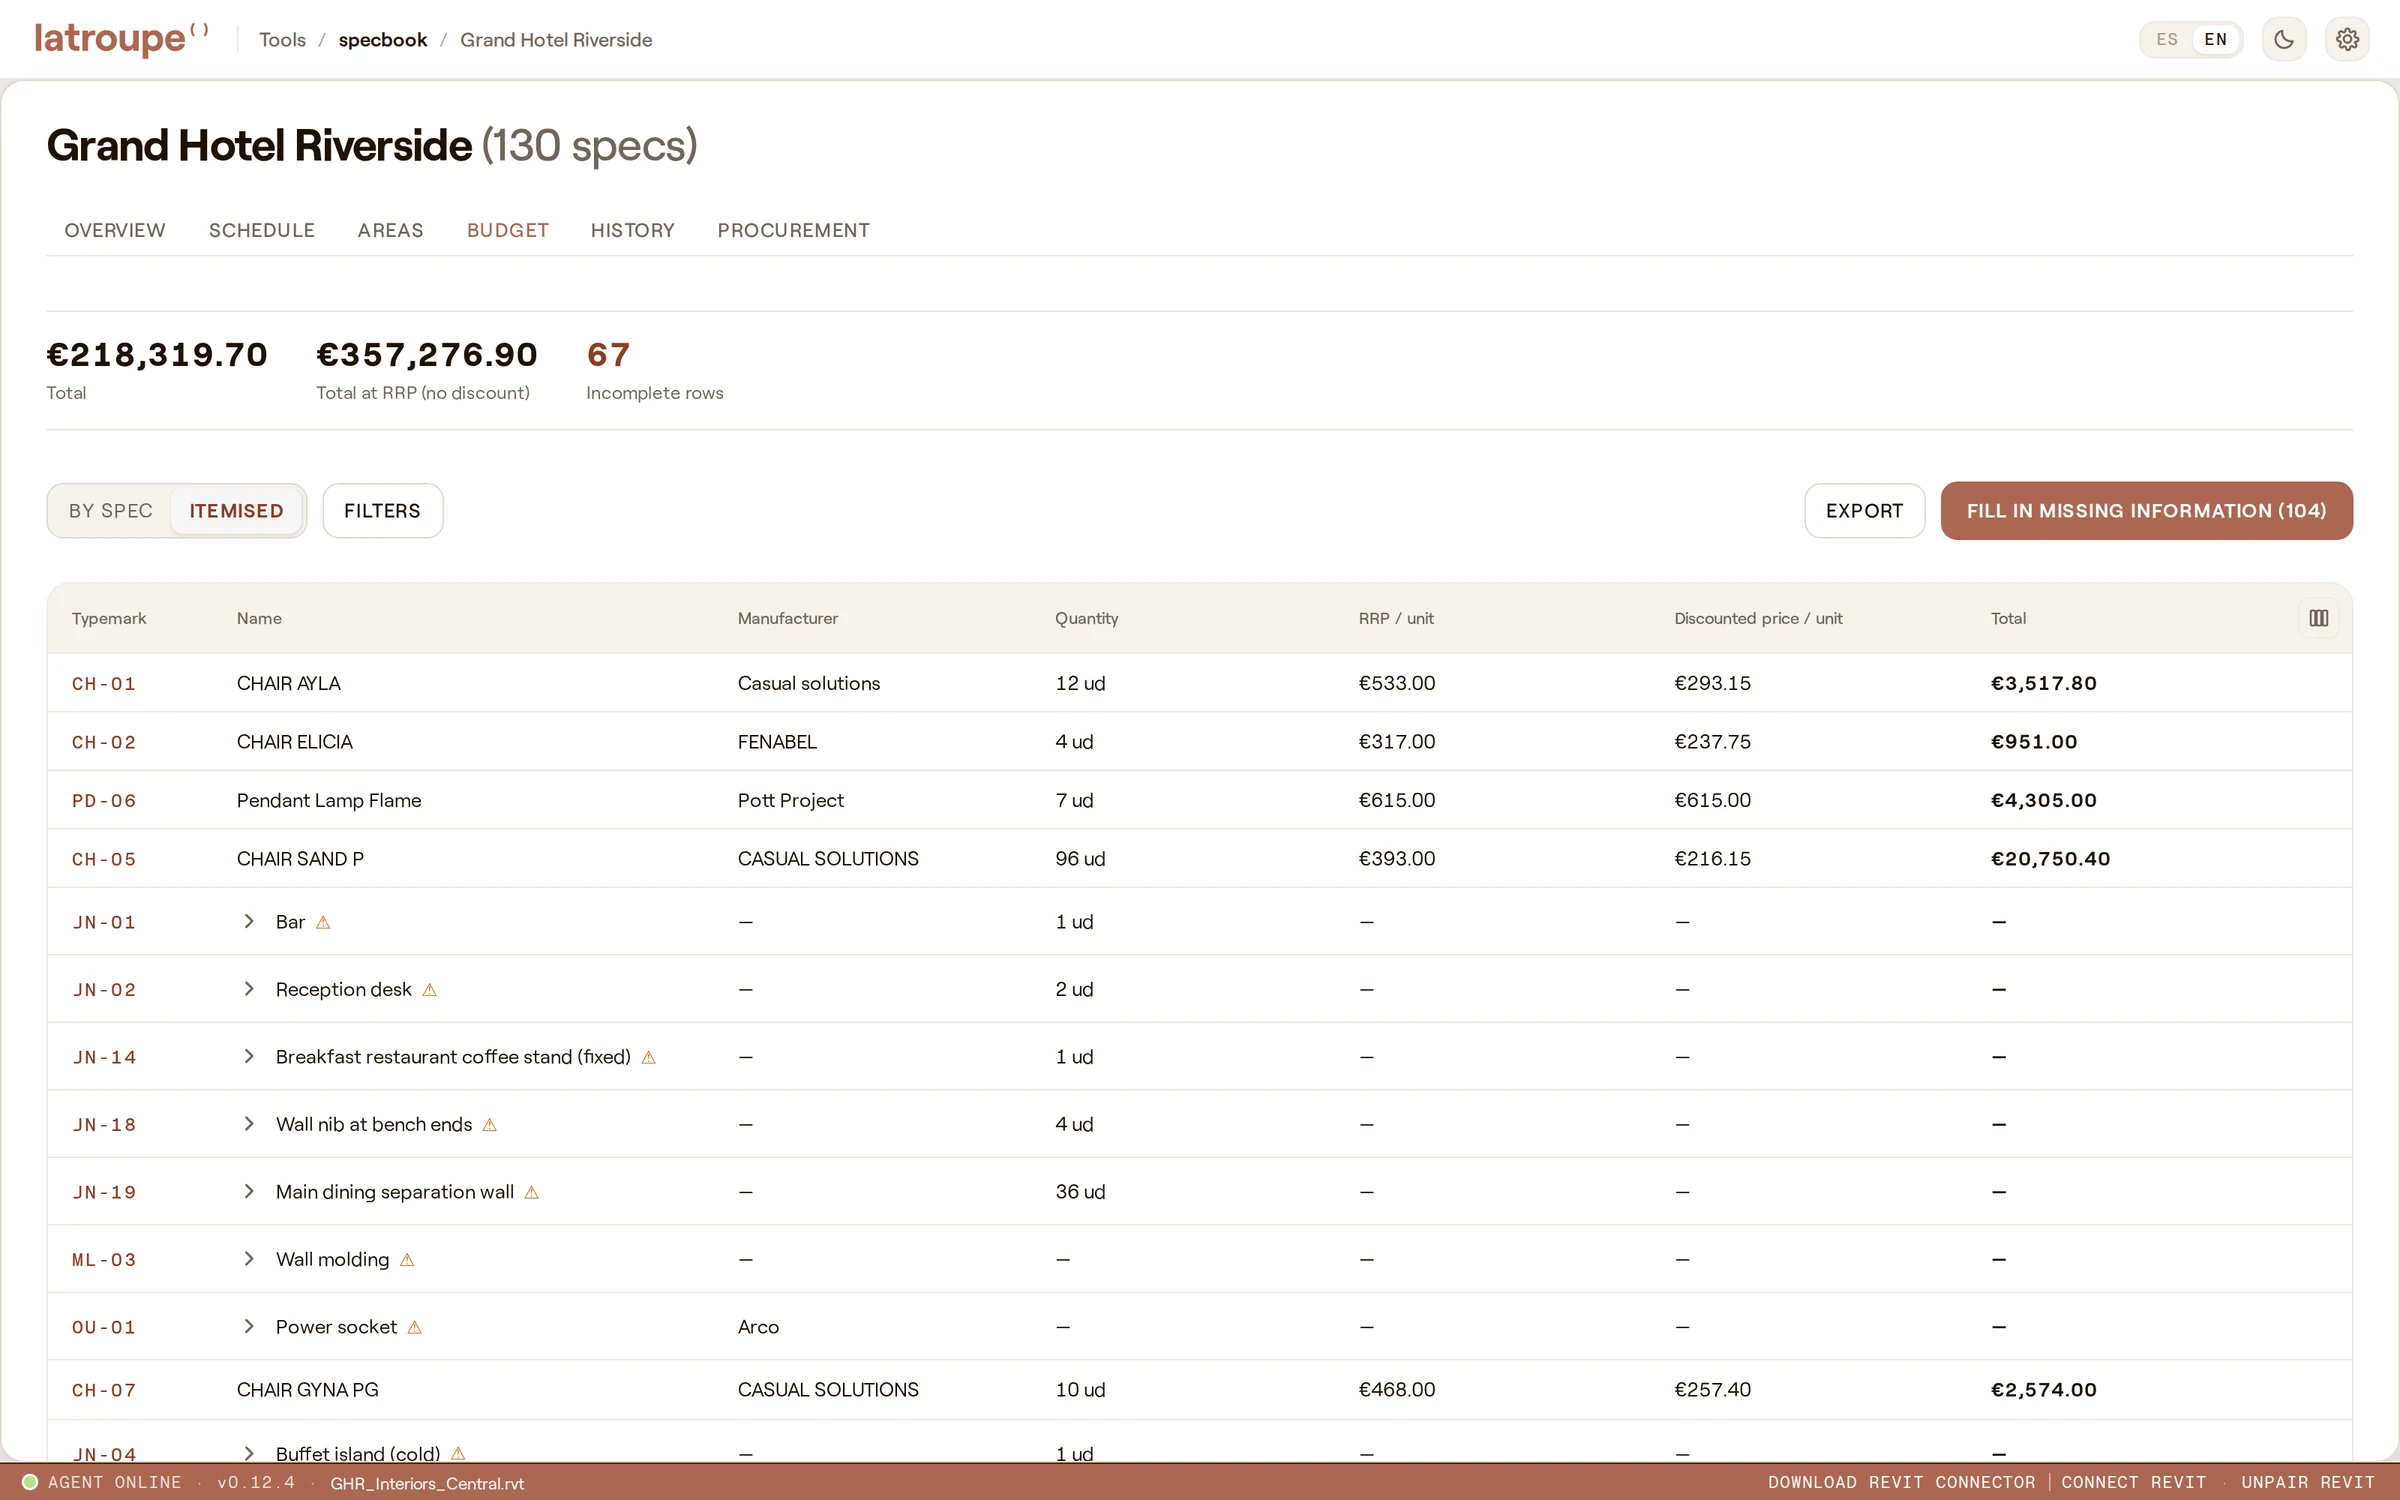 latroupe()
Tools / specbook / Grand Hotel Riverside
ES EN
Grand Hotel Riverside (130 specs)
OVERVIEW SCHEDULE AREAS BUDGET HISTORY PROCUREMENT
€218,319.70 €357,276.90 67
Total Total at RRP (no discount) Incomplete rows
BY SPEC ITEMISED FILTERS EXPORT FILL IN MISSING INFORMATION (104)
Typemark Name Manufacturer Quantity RRP / unit Discounted price / unit Total
CH-01 CHAIR AYLA Casual solutions 12 ud €533.00 €293.15 €3,517.80
CH-02 CHAIR ELICIA FENABEL 4 ud €317.00 €237.75 €951.00
PD-06 Pendant Lamp Flame Pott Project 7 ud €615.00 €615.00 €4,305.00
CH-05 CHAIR SAND P CASUAL SOLUTIONS 96 ud €393.00 €216.15 €20,750.40
JN-01 Bar ⚠ — 1 ud — — —
JN-02 Reception desk ⚠ — 2 ud — — —
JN-14 Breakfast restaurant coffee stand (fixed) ⚠ — 1 ud — — —
JN-18 Wall nib at bench ends ⚠ — 4 ud — — —
JN-19 Main dining separation wall ⚠ — 36 ud — — —
ML-03 Wall molding ⚠ — — — — —
OU-01 Power socket ⚠ Arco — — — —
CH-07 CHAIR GYNA PG CASUAL SOLUTIONS 10 ud €468.00 €257.40 €2,574.00
JN-04 Buffet island (cold) ⚠ — 1 ud — — —
AGENT ONLINE · v0.12.4 · GHR_Interiors_Central.rvt DOWNLOAD REVIT CONNECTOR | CONNECT REVIT · UNPAIR REVIT